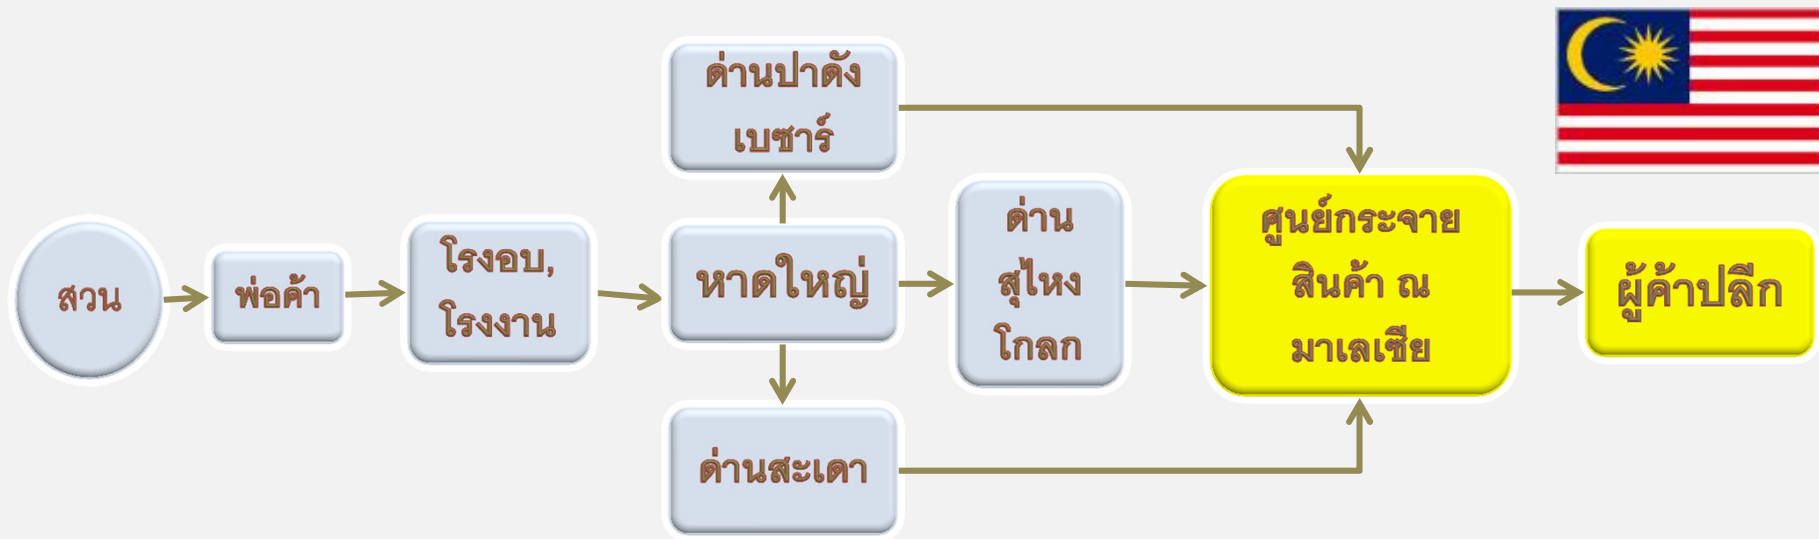 สวน
พ่อค้า
โรงอบ,
โรงงาน
หาดใหญ่
ด่านปาดัง
เบซาร์
ด่าน
สุไหง
โกลก
ด่านสะเดา
ศูนย์กระจาย
สินค้า ณ
มาเลเซีย
ผู้ค้าปลีก